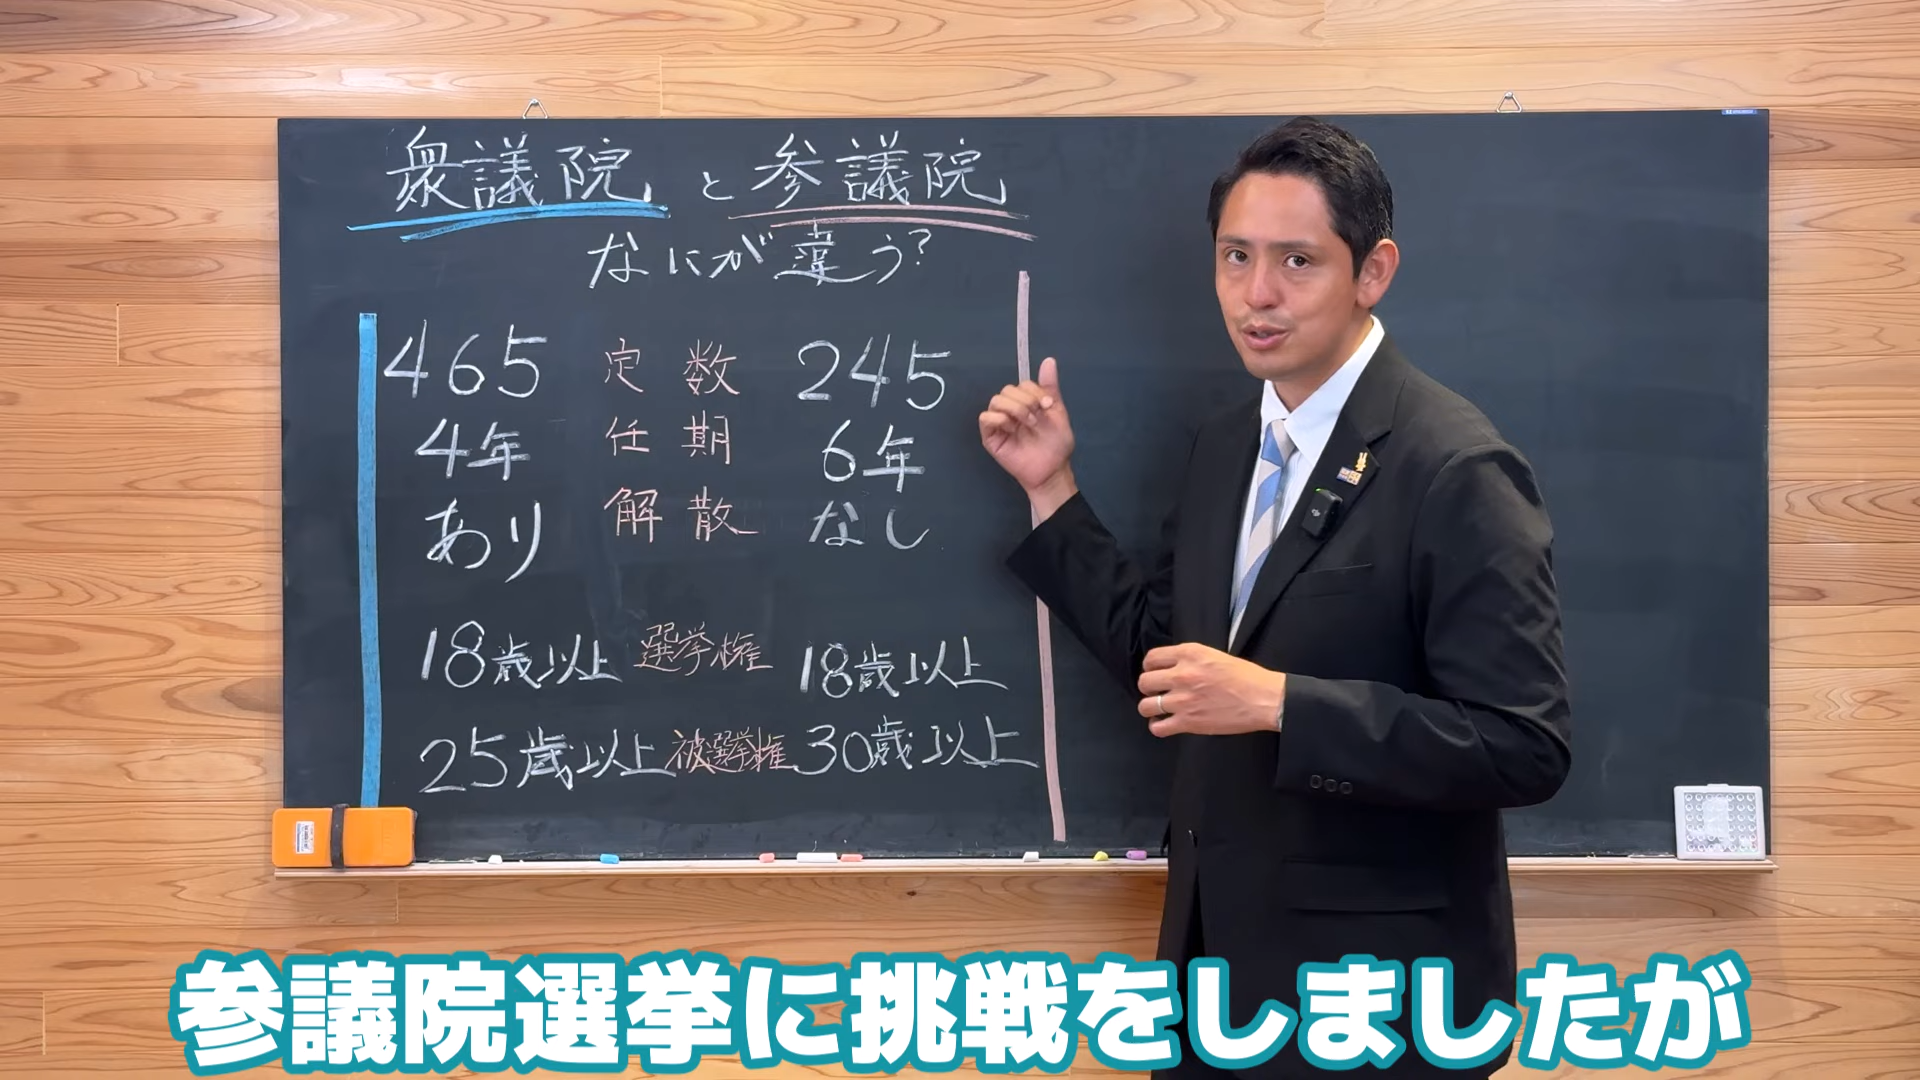 衆議院と参議院
なにが違う?
465 定数 245
4年 任期 6年
あり 解散 なし
18歳以上 選挙権 18歳以上
25歳以上 被選挙権 30歳以上
参議院選挙に挑戦をしましたが